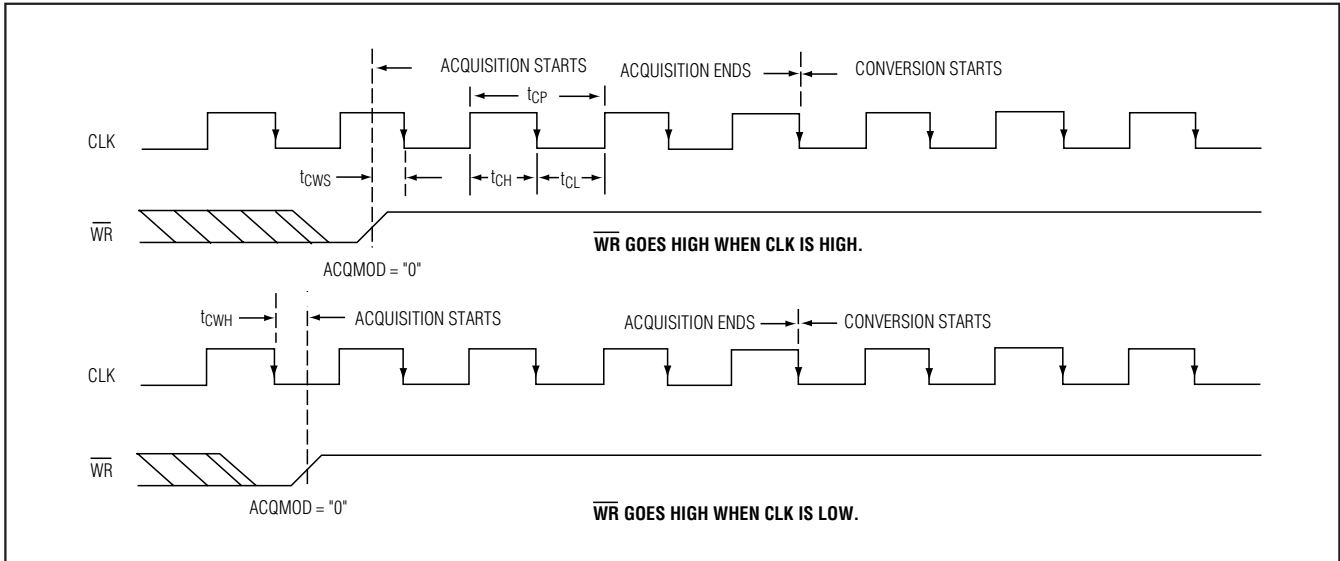 ACQUISITION STARTS ACQUISITION ENDS CONVERSION STARTS
tCP
CLK
tCWS tCH tCL
WR
WR GOES HIGH WHEN CLK IS HIGH.
ACQMOD = "0"
tCWH ACQUISITION STARTS ACQUISITION ENDS CONVERSION STARTS
CLK
WR
ACQMOD = "0"
WR GOES HIGH WHEN CLK IS LOW.